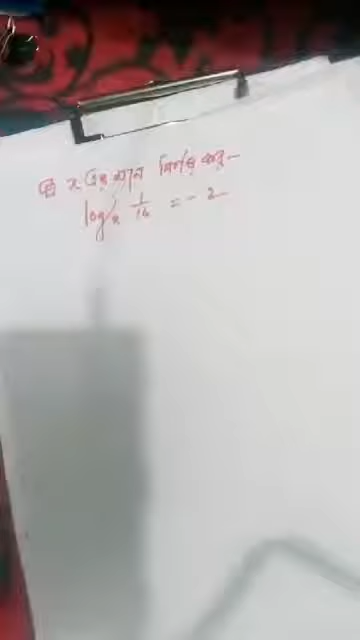 x এর মান নির্ণয় কর-
logₓ 1/16 = - 2